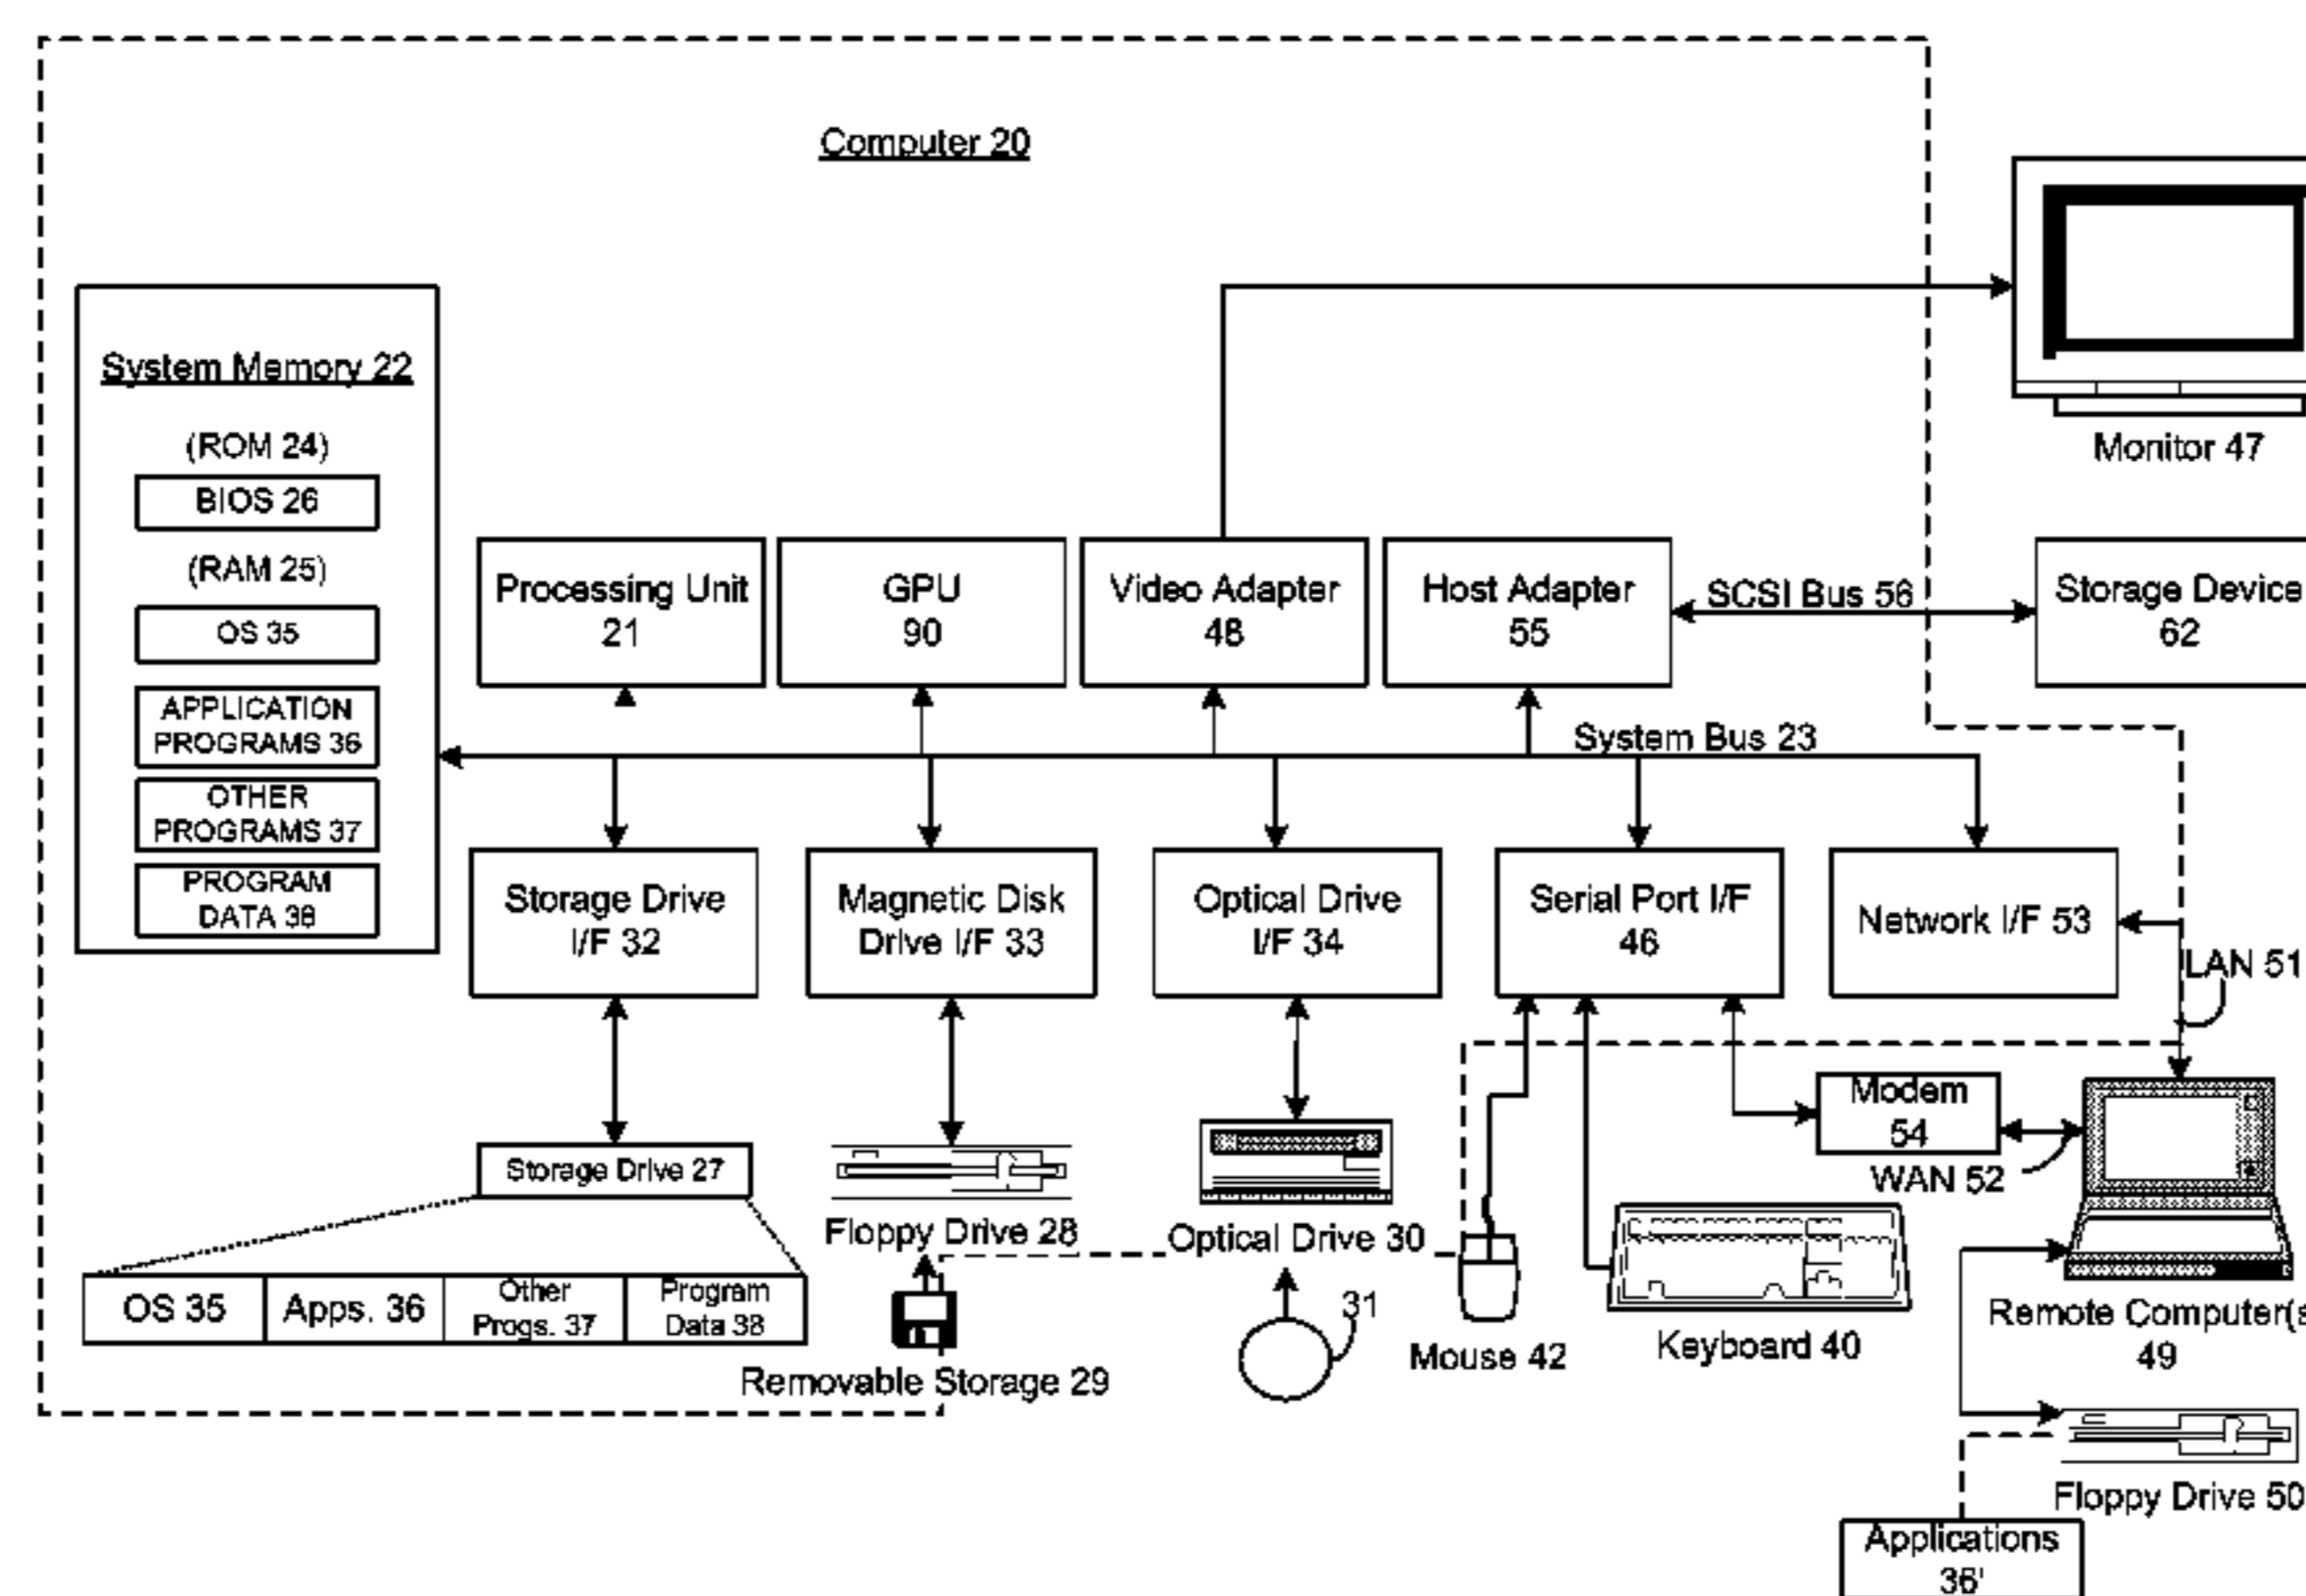 Computer 20
Monitor 47
System Memory 22
(ROM 24)
BIOS 26
(RAM 25)
OS 35
APPLICATION
PROGRAMS 36
OTHER
PROGRAMS 37
PROGRAM
DATA 38
Processing Unit
21
GPU
90
Video Adapter
48
Host Adapter
55
SCSI Bus 56
Storage Device
62
System Bus 23
Storage Drive
I/F 32
Magnetic Disk
Drive I/F 33
Optical Drive
I/F 34
Serial Port I/F
46
Network I/F 53
LAN 51
Modem
54
WAN 52
Storage Drive 27
Floppy Drive 28
Optical Drive 30
OS 35
Apps. 36
Other
Progs. 37
Program
Data 38
Removable Storage 29
31
Mouse 42
Keyboard 40
Remote Computer(s
49
Floppy Drive 50
Applications
36'